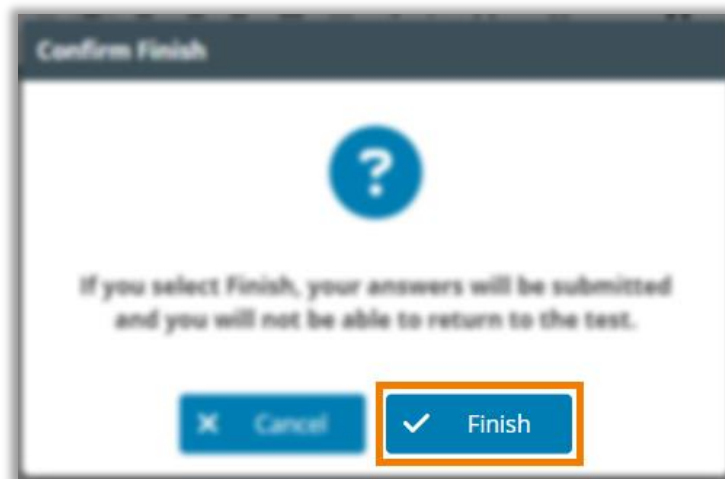 Confirm Finish
?
If you select Finish, your answers will be submitted
and you will not be able to return to the test.
Cancel
Finish